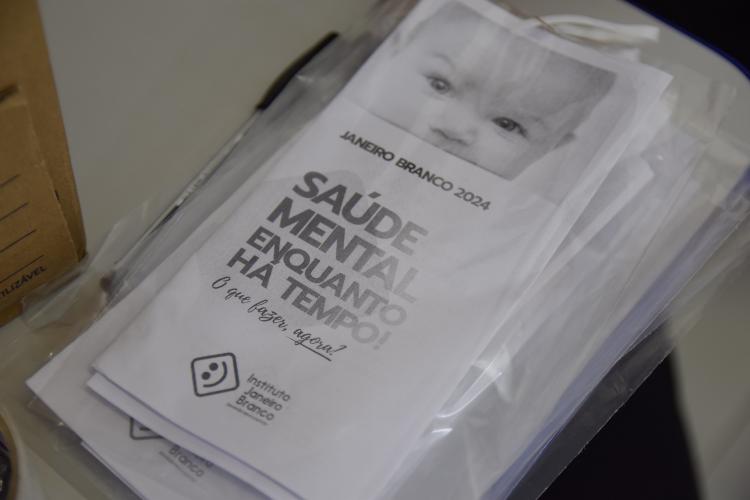 JANEIRO BRANCO 2024
SAÚDE
MENTAL
ENQUANTO
HÁ TEMPO!
O que fazer, agora?
Instituto
Janeiro
Branco